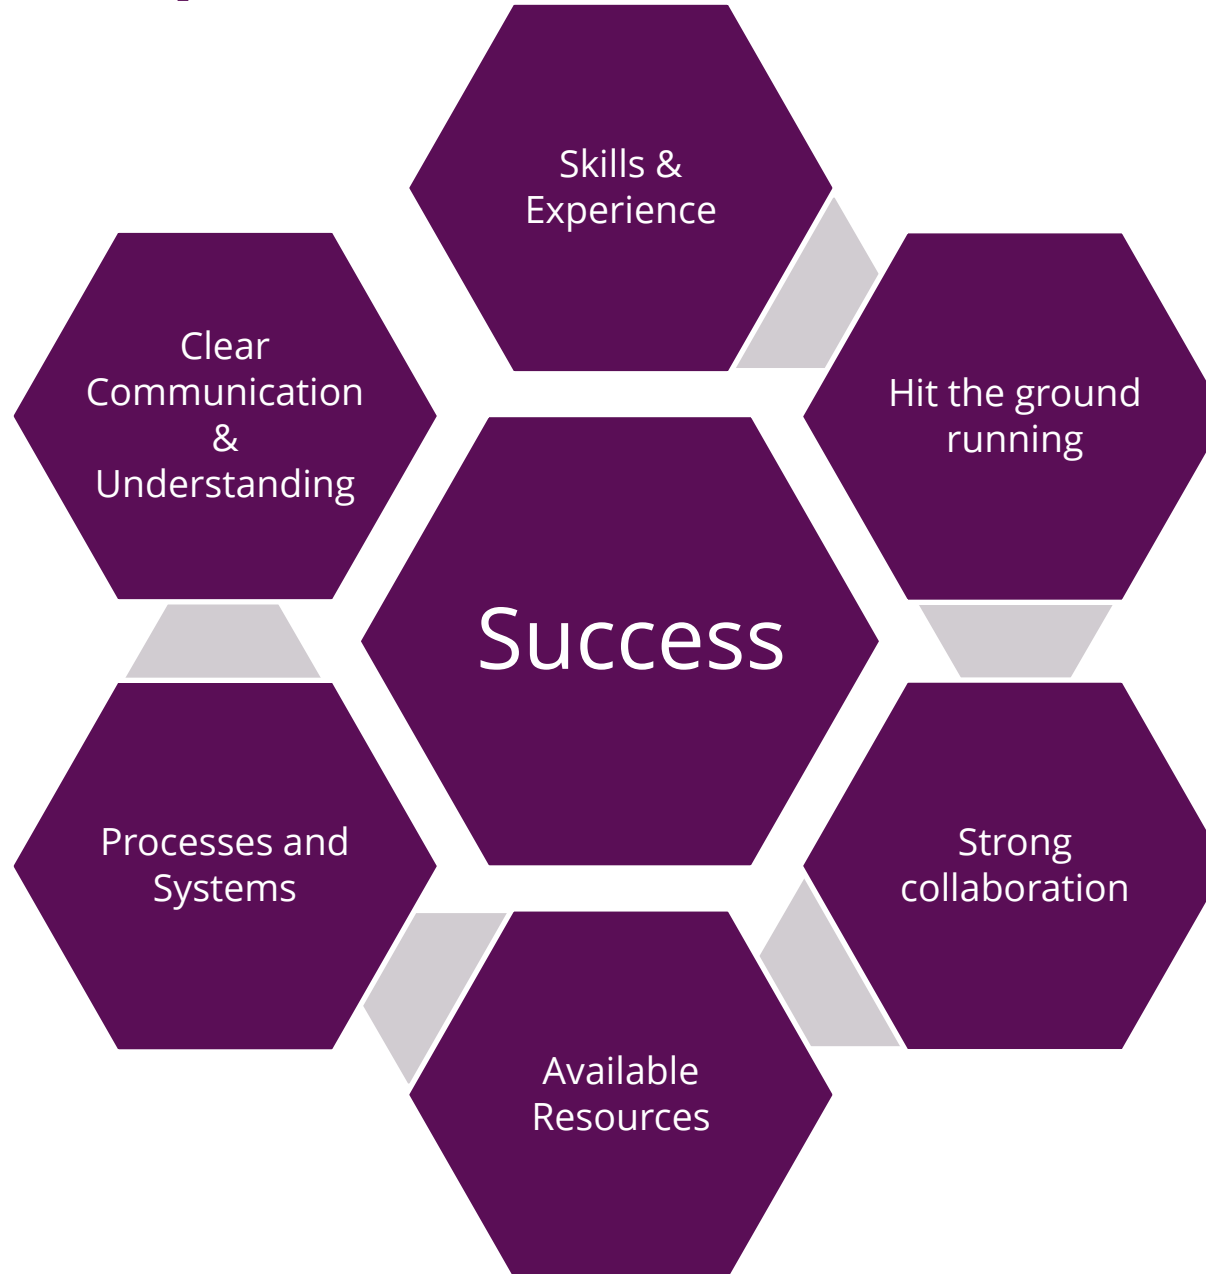 Skills &
Experience
Hit the ground
running
Strong
collaboration
Available
Resources
Processes and
Systems
Clear
Communication
&
Understanding
Success